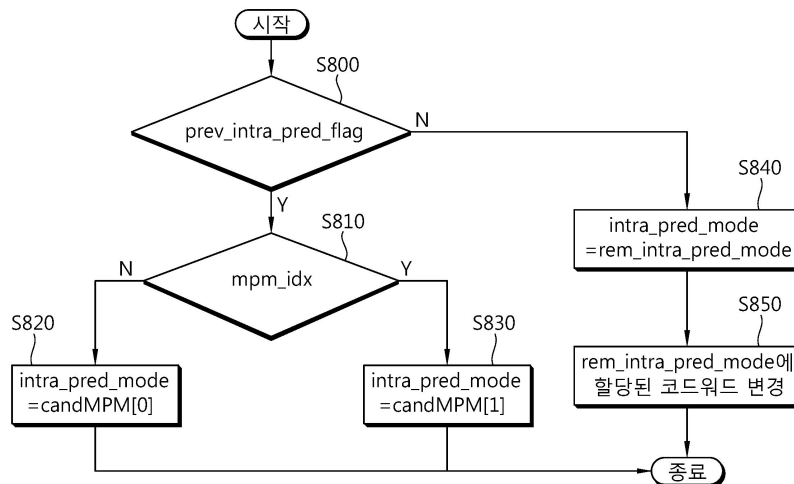 시작
S800
prev_intra_pred_flag
N
Y
S810
mpm_idx
N
Y
S820
intra_pred_mode
=candMPM[0]
S830
intra_pred_mode
=candMPM[1]
S840
intra_pred_mode
=rem_intra_pred_mode
S850
rem_intra_pred_mode에
할당된 코드워드 변경
종료